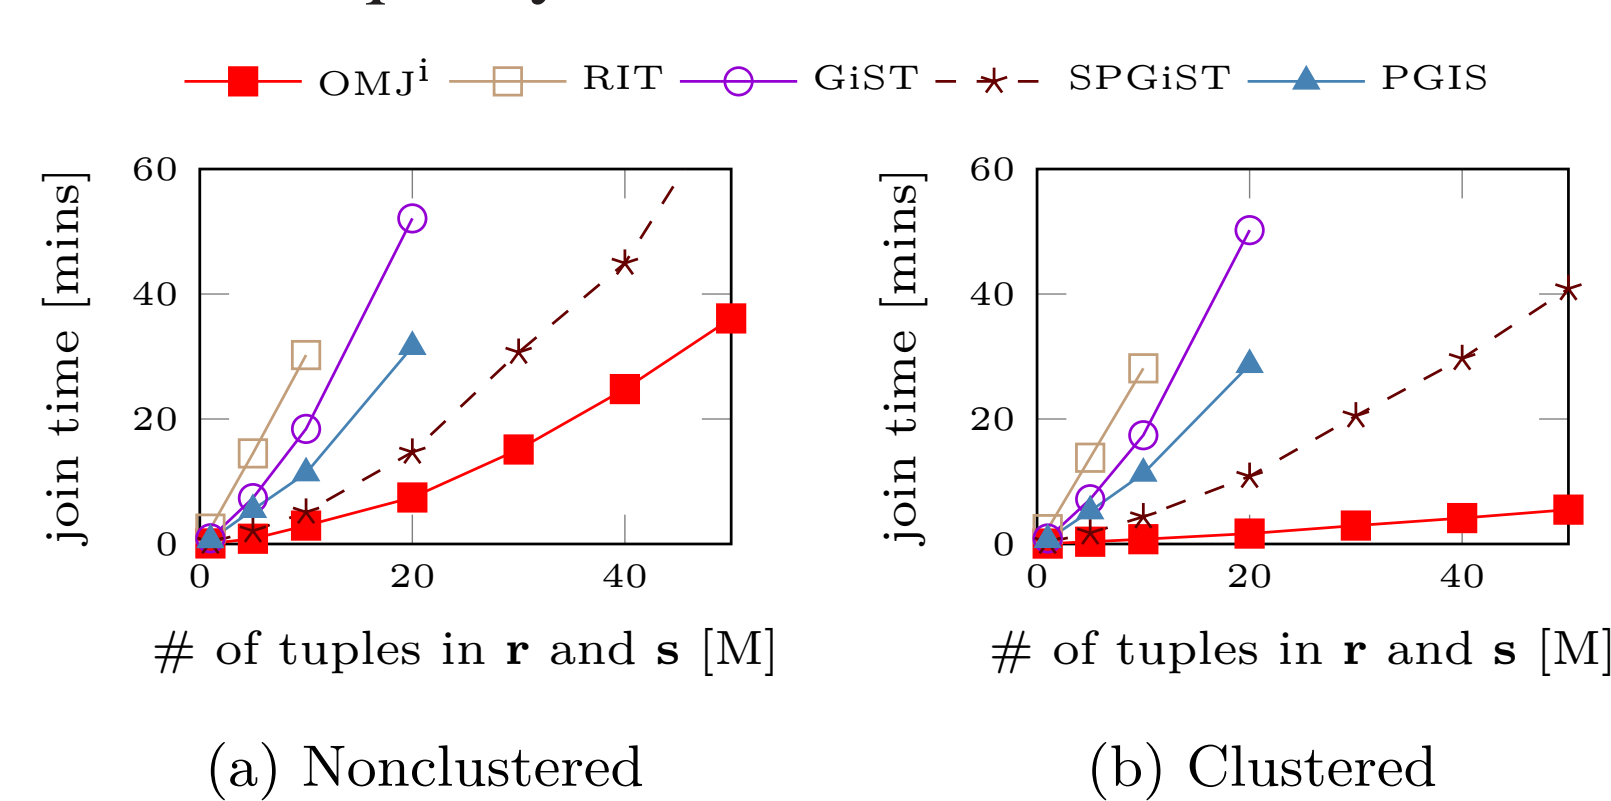 OMJi RIT GiST SPGiST PGIS
join time [mins]
60
40
20
0
0 20 40
# of tuples in r and s [M]
(a) Nonclustered
join time [mins]
60
40
20
0
0 20 40
# of tuples in r and s [M]
(b) Clustered